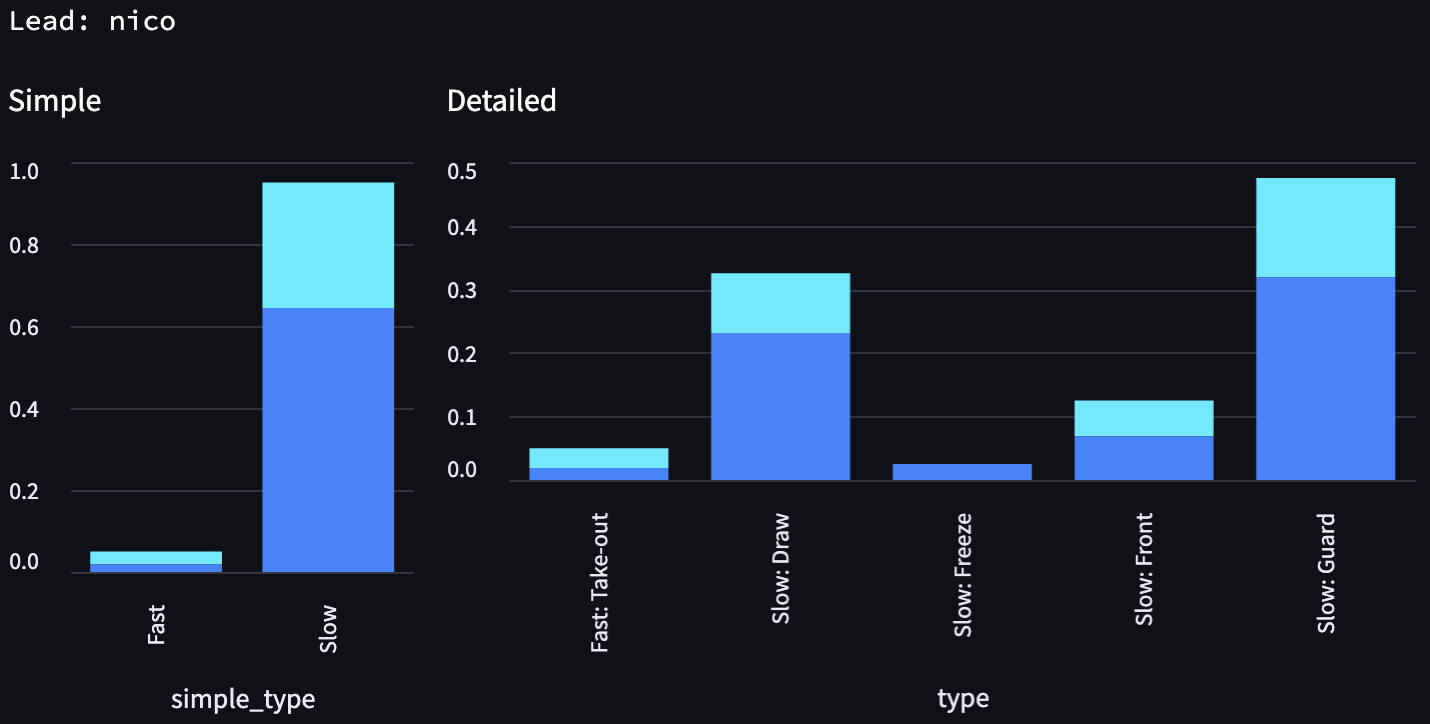 Lead: nico
Simple
1.0
0.8
0.6
0.4
0.2
0.0
Fast
Slow
simple_type
Detailed
0.5
0.4
0.3
0.2
0.1
0.0
Fast: Take-out
Slow: Draw
Slow: Freeze
Slow: Front
Slow: Guard
type